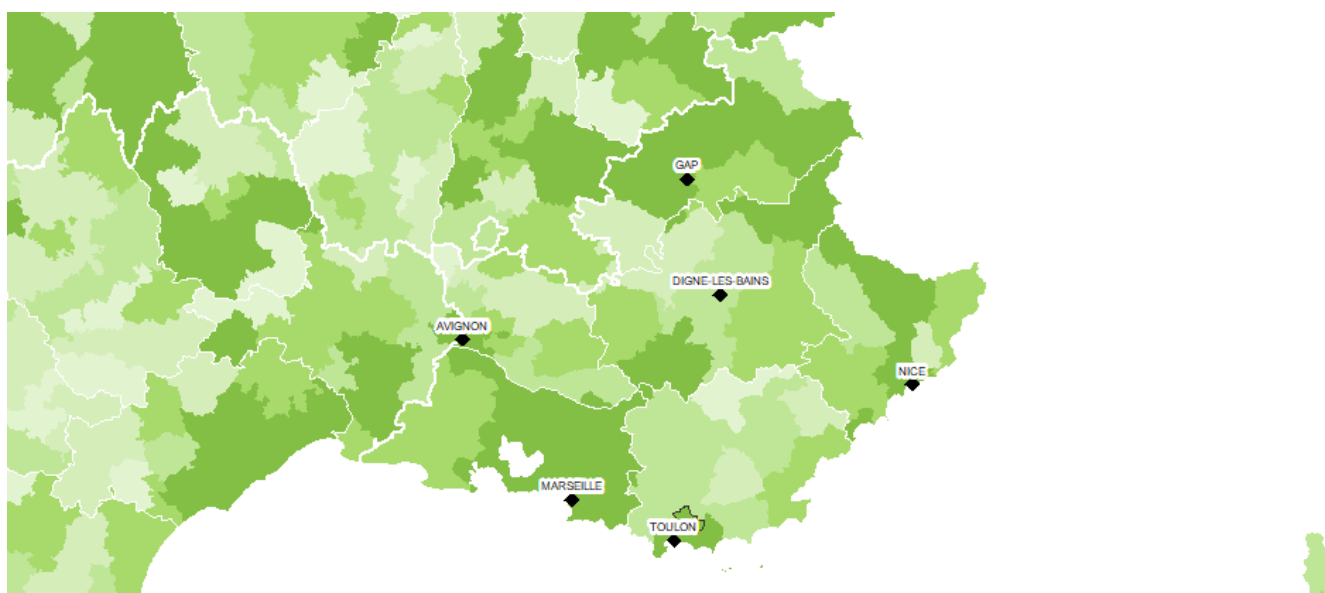 GAP
DIGNE-LES-BAINS
AVIGNON
NICE
MARSEILLE
TOULON